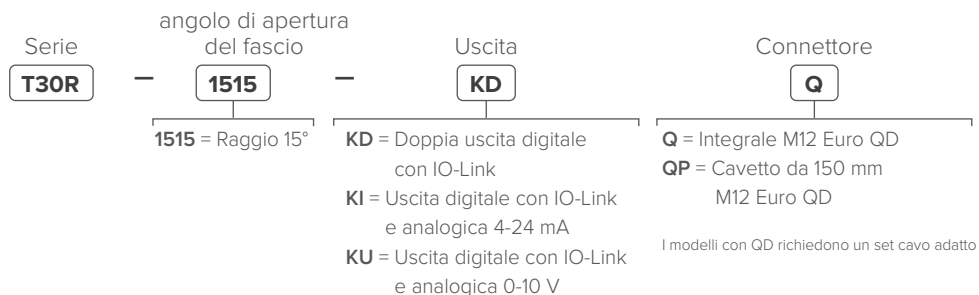 Serie
angolo di apertura
del fascio
Uscita
Connettore
T30R – 1515 – KD Q
1515 = Raggio 15°
KD = Doppia uscita digitale
con IO-Link
KI = Uscita digitale con IO-Link
e analogica 4-24 mA
KU = Uscita digitale con IO-Link
e analogica 0-10 V
Q = Integrale M12 Euro QD
QP = Cavetto da 150 mm
M12 Euro QD
I modelli con QD richiedono un set cavo adatto